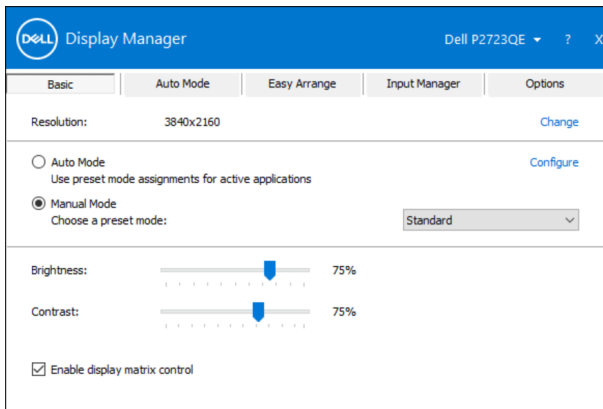 DELL Display Manager Dell P2723QE ? X
Basic Auto Mode Easy Arrange Input Manager Options
Resolution: 3840x2160 Change
Auto Mode Configure
Use preset mode assignments for active applications
Manual Mode
Choose a preset mode: Standard
Brightness: 75%
Contrast: 75%
Enable display matrix control